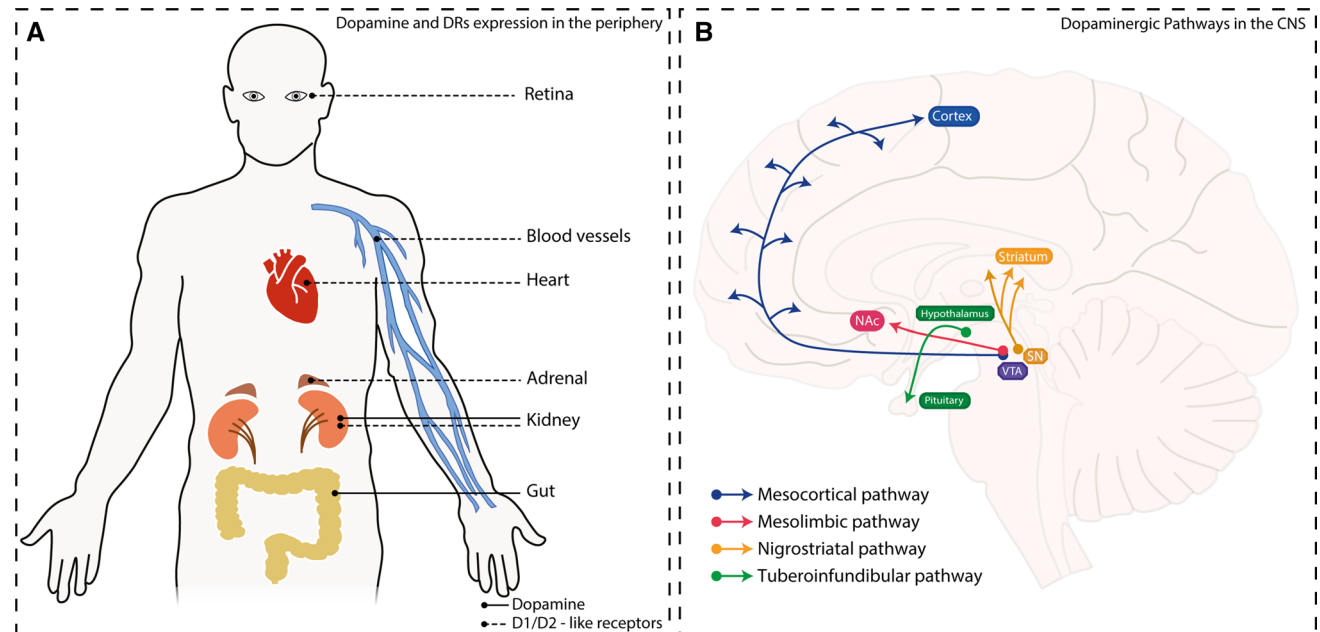 A
Dopamine and DRs expression in the periphery
Retina
Blood vessels
Heart
Adrenal
Kidney
Gut
Dopamine
D1/D2 - like receptors
B
Dopaminergic Pathways in the CNS
Cortex
Striatum
Hypothalamus
NAc
SN
VTA
Pituitary
Mesocortical pathway
Mesolimbic pathway
Nigrostriatal pathway
Tuberoinfundibular pathway